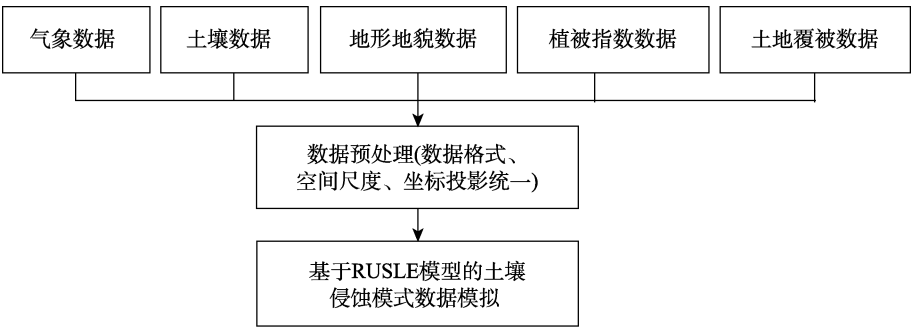 气象数据
土壤数据
地形地貌数据
植被指数数据
土地覆被数据
数据预处理(数据格式、
空间尺度、坐标投影统一)
基于RUSLE模型的土壤
侵蚀模式数据模拟